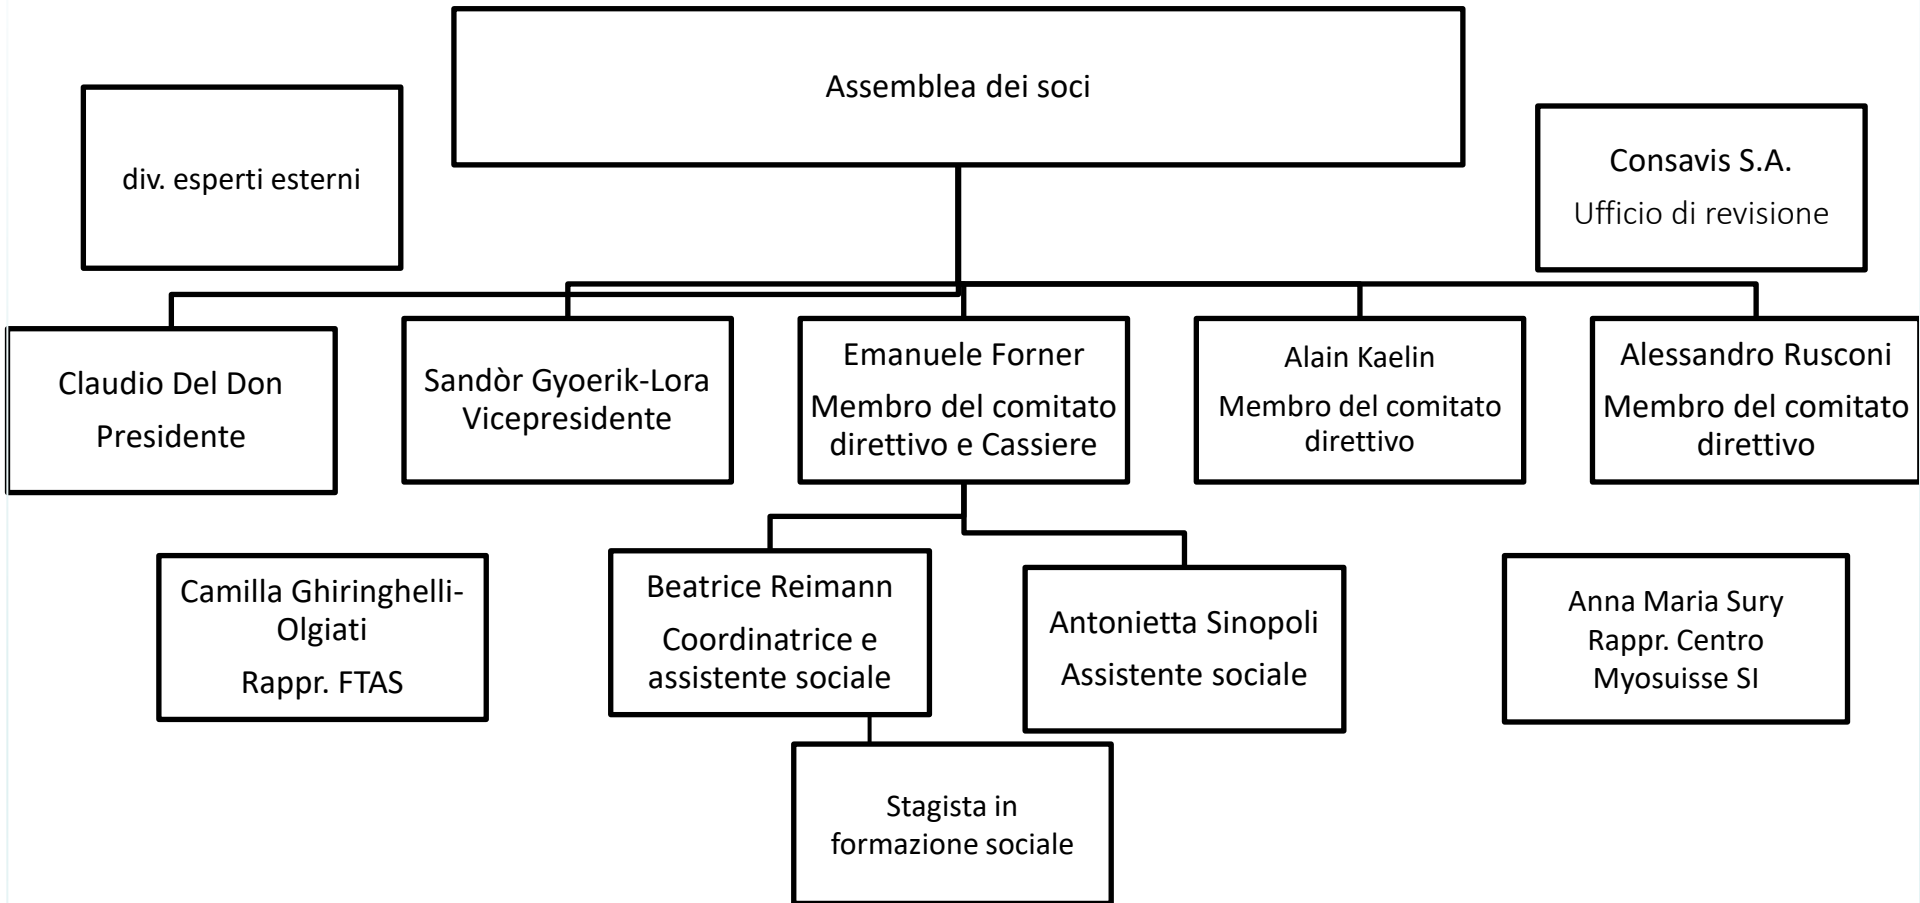 Assemblea dei soci
div. esperti esterni
Consavis S.A.
Ufficio di revisione
Claudio Del Don
Presidente
Sandòr Gyoerik-Lora
Vicepresidente
Emanuele Forner
Membro del comitato
direttivo e Cassiere
Alain Kaelin
Membro del comitato
direttivo
Alessandro Rusconi
Membro del comitato
direttivo
Camilla Ghiringhelli-
Olgiati
Rappr. FTAS
Beatrice Reimann
Coordinatrice e
assistente sociale
Antonietta Sinopoli
Assistente sociale
Anna Maria Sury
Rappr. Centro
Myosuisse SI
Stagista in
formazione sociale